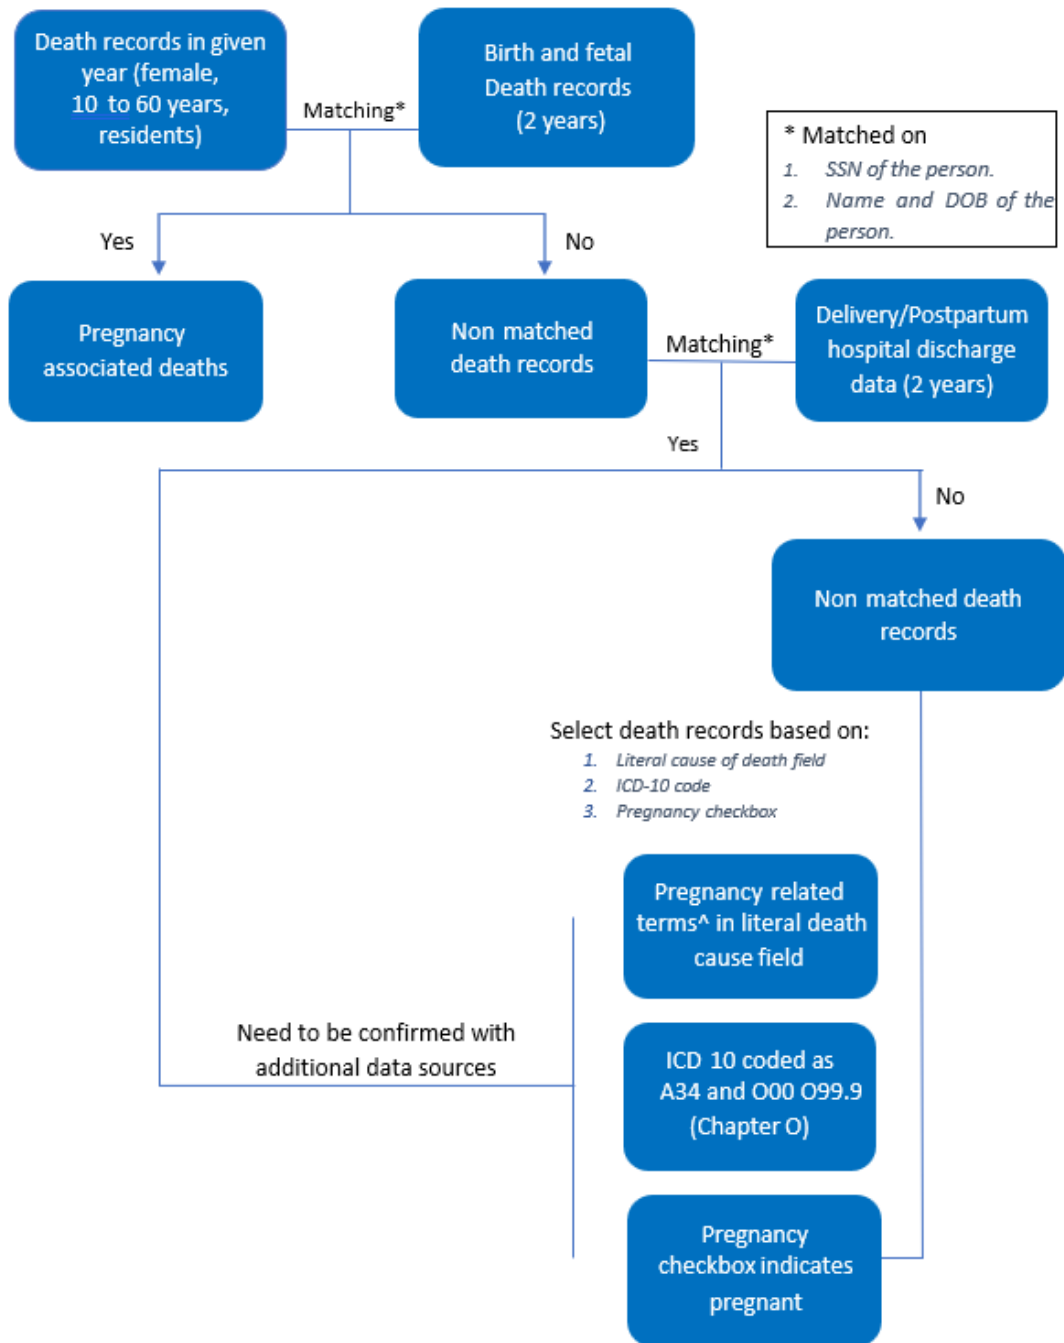 Death records in given
year (female,
10 to 60 years,
residents)
Matching*
Birth and fetal
Death records
(2 years)
* Matched on
1. SSN of the person.
2. Name and DOB of the
person.
Yes
No
Pregnancy
associated deaths
Non matched
death records
Matching*
Delivery/Postpartum
hospital discharge
data (2 years)
Yes
No
Non matched death
records
Select death records based on:
1. Literal cause of death field
2. ICD-10 code
3. Pregnancy checkbox
Pregnancy related
terms^ in literal death
cause field
Need to be confirmed with
additional data sources
ICD 10 coded as
A34 and O00 O99.9
(Chapter O)
Pregnancy
checkbox indicates
pregnant